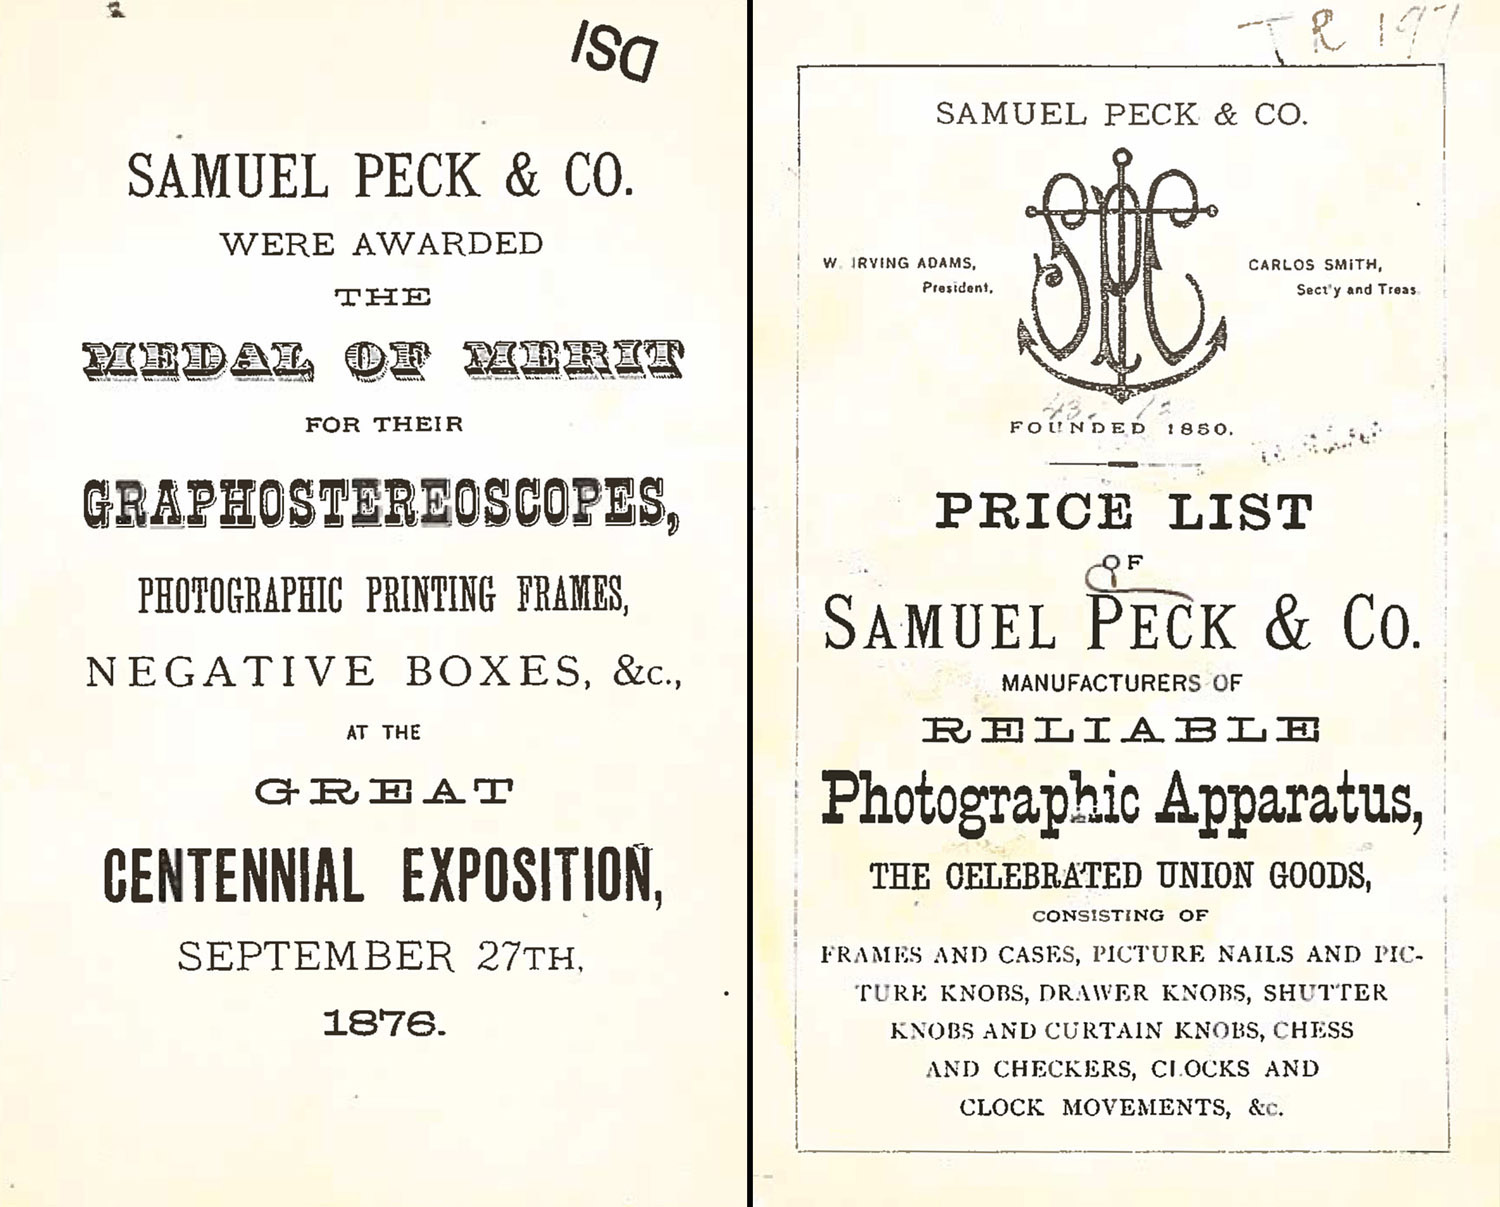 DSI
SAMUEL PECK & CO.
WERE AWARDED
THE
MEDAL OF MERIT
FOR THEIR
GRAPHOSTEREOSCOPES,
PHOTOGRAPHIC PRINTING FRAMES,
NEGATIVE BOXES, &c.,
AT THE
GREAT
CENTENNIAL EXPOSITION,
SEPTEMBER 27TH,
1876.
TR 197
SAMUEL PECK & CO.
SPC
W. IRVING ADAMS,
President.
CARLOS SMITH,
Sect'y and Treas
FOUNDED 1850.
PRICE LIST
OF
SAMUEL PECK & CO.
MANUFACTURERS OF
RELIABLE
Photographic Apparatus,
THE CELEBRATED UNION GOODS,
CONSISTING OF
FRAMES AND CASES, PICTURE NAILS AND PIC-
TURE KNOBS, DRAWER KNOBS, SHUTTER
KNOBS AND CURTAIN KNOBS, CHESS
AND CHECKERS, CLOCKS AND
CLOCK MOVEMENTS, &c.